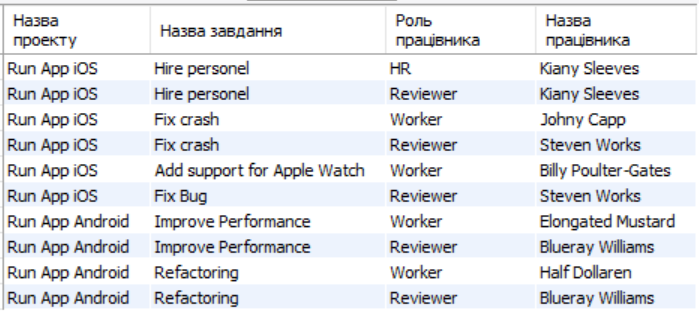 Назва проекту Назва завдання Роль працівника Назва працівника
Run App iOS Hire personel HR Kiany Sleeves
Run App iOS Hire personel Reviewer Kiany Sleeves
Run App iOS Fix crash Worker Johny Capp
Run App iOS Fix crash Reviewer Steven Works
Run App iOS Add support for Apple Watch Worker Billy Poulter-Gates
Run App iOS Fix Bug Reviewer Steven Works
Run App Android Improve Performance Worker Elongated Mustard
Run App Android Improve Performance Reviewer Blueray Williams
Run App Android Refactoring Worker Half Dollaren
Run App Android Refactoring Reviewer Blueray Williams